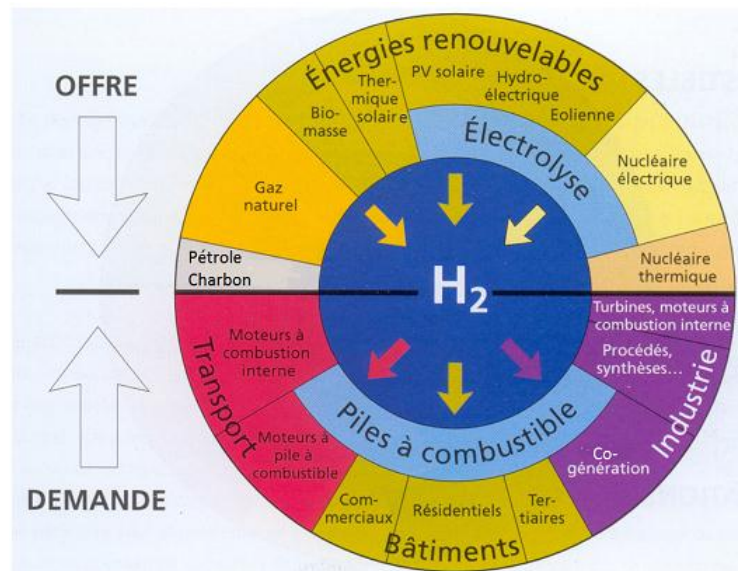 OFFRE
Énergies renouvelables
Bio-
masse
Ther-
mique
solaire
PV solaire
Hydro-
électrique
Eolienne
Électrolyse
Nucléaire
électrique
Gaz
naturel
Pétrole
Charbon
Nucléaire
thermique
H₂
Transport
Moteurs à
combustion
interne
Moteurs à
pile à
combustible
Piles à combustible
Turbines, moteurs à
combustion interne
Procédés,
synthèses...
Industrie
Co-
génération
Com-
merciaux
Résidentiels
Ter-
tiaires
Bâtiments
DEMANDE